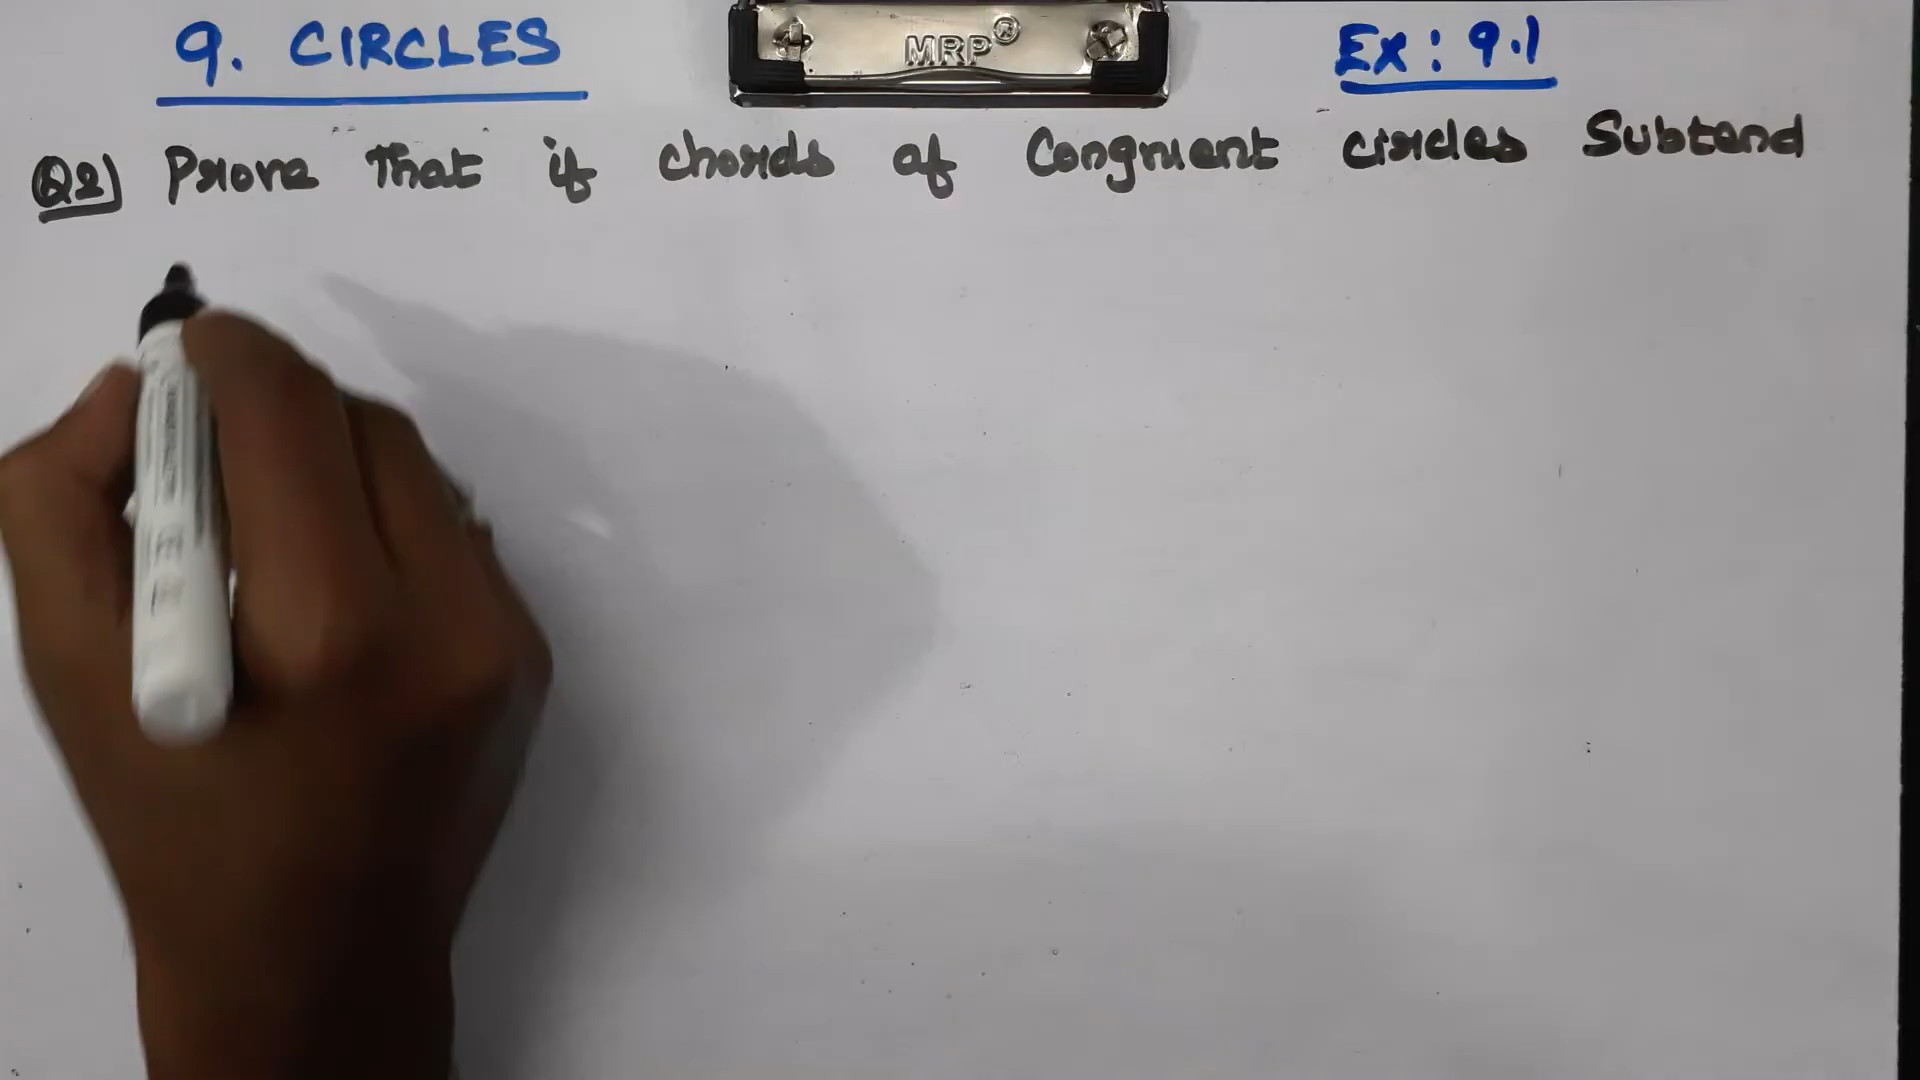 9. CIRCLES
MRP®
Ex: 9.1
Q2) Prove that if chords of Congruent circles Subtend